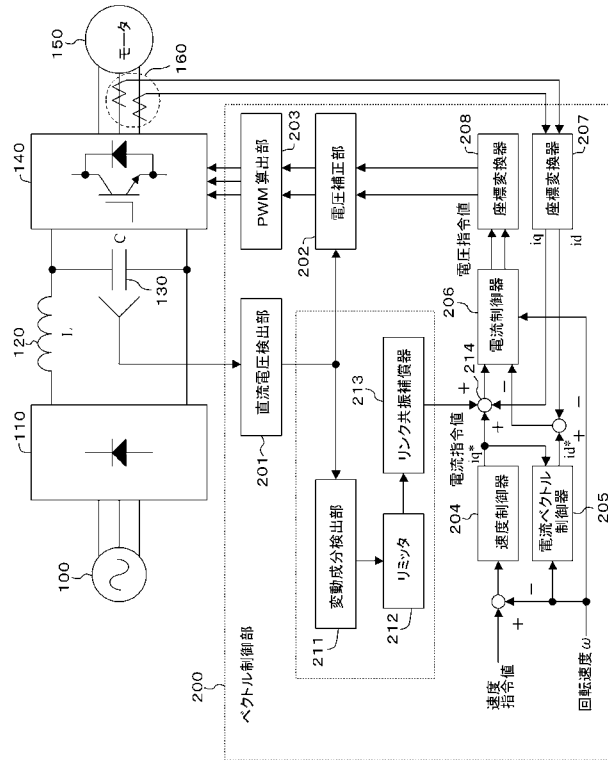 100
110
120
L
C
130
140
150
モータ
160
200
ベクトル制御部
201
直流電圧検出部
PWM 算出部
203
電圧補正部
202
211
変動成分検出部
リミッタ
212
213
リンク共振補償器
速度
指令値
+
−
回転速度ω
204
速度制御器
電流ベクトル
制御器
205
電流指令値
iq*
id*
+
+
−
214
+
−
206
電流制御器
電圧指令値
座標変換器
208
iq
id
座標変換器
207